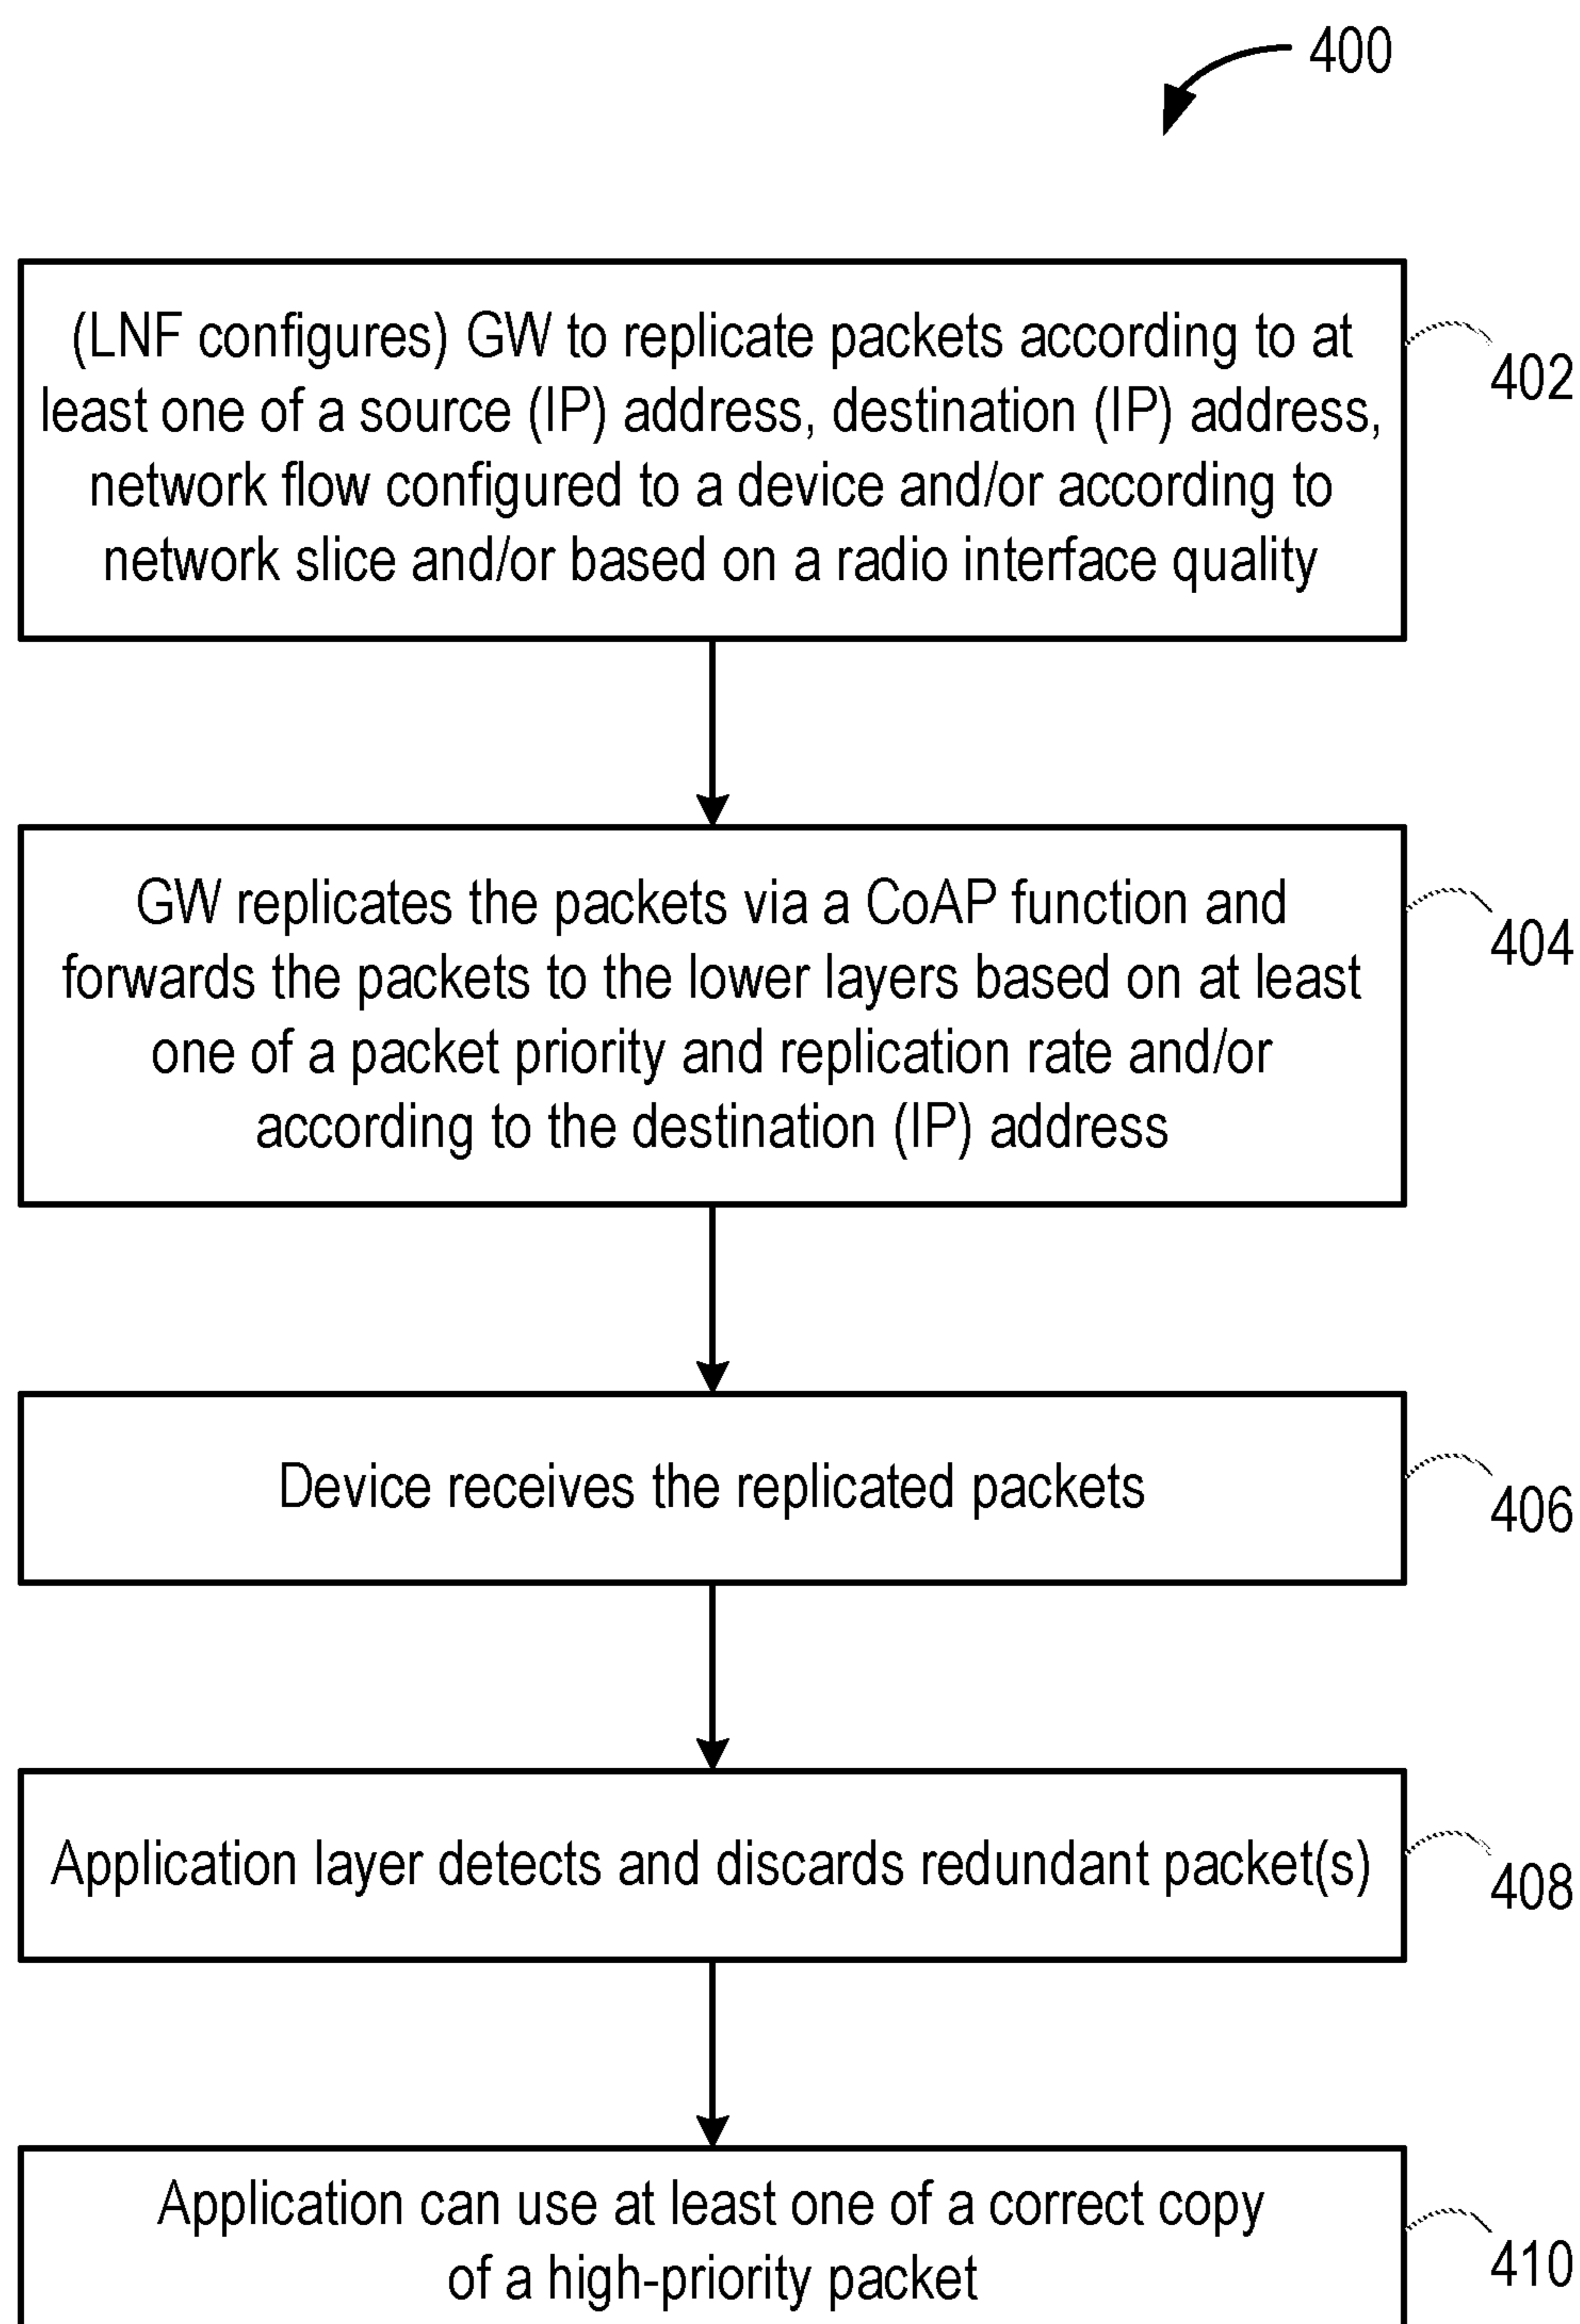 400
(LNF configures) GW to replicate packets according to at
least one of a source (IP) address, destination (IP) address,
network flow configured to a device and/or according to
network slice and/or based on a radio interface quality
402
GW replicates the packets via a CoAP function and
forwards the packets to the lower layers based on at least
one of a packet priority and replication rate and/or
according to the destination (IP) address
404
Device receives the replicated packets
406
Application layer detects and discards redundant packet(s)
408
Application can use at least one of a correct copy
of a high-priority packet
410